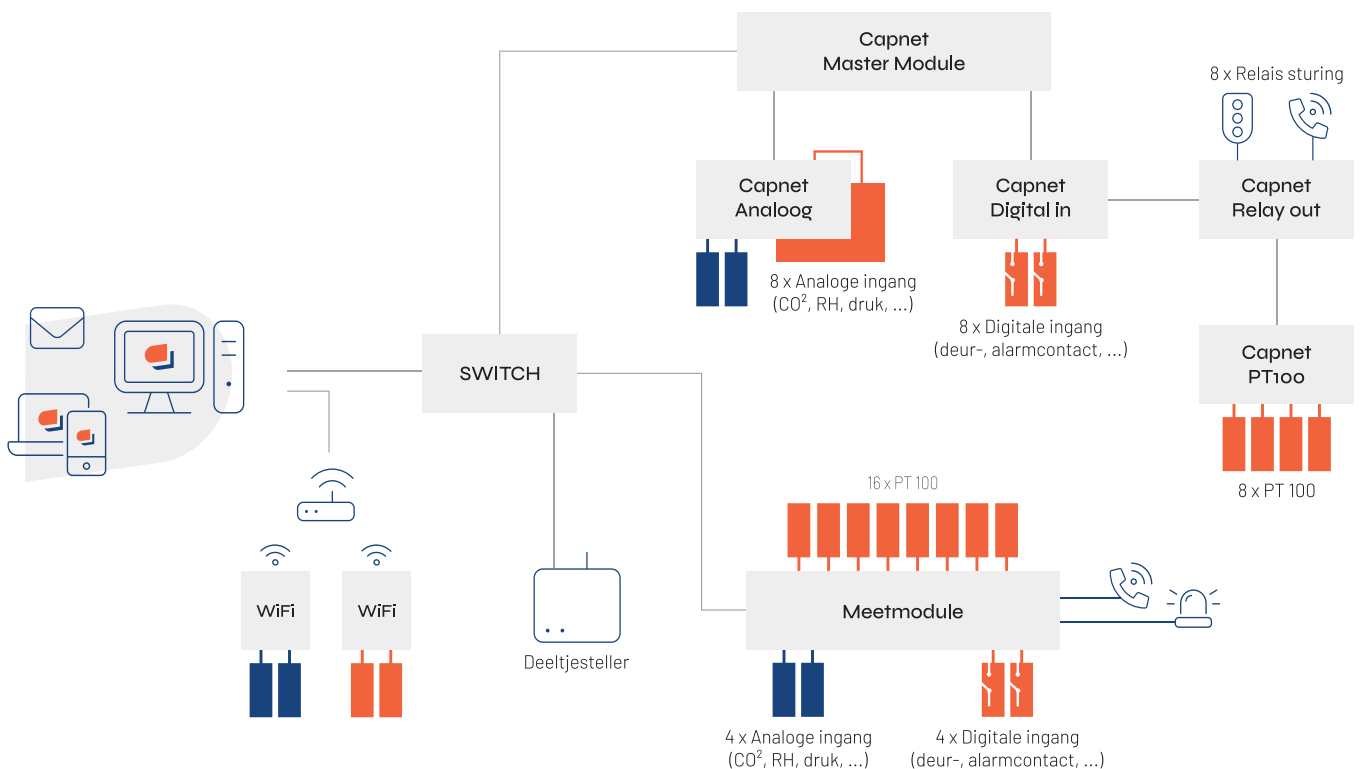 Capnet
Master Module
8 x Relais sturing
Capnet
Analoog
Capnet
Digital in
Capnet
Relay out
8 x Analoge ingang
(CO², RH, druk, ...)
8 x Digitale ingang
(deur-, alarmcontact, ...)
Capnet
PT100
8 x PT 100
SWITCH
16 x PT 100
WiFi
WiFi
Meetmodule
Deeltjesteller
4 x Analoge ingang
(CO², RH, druk, ...)
4 x Digitale ingang
(deur-, alarmcontact, ...)